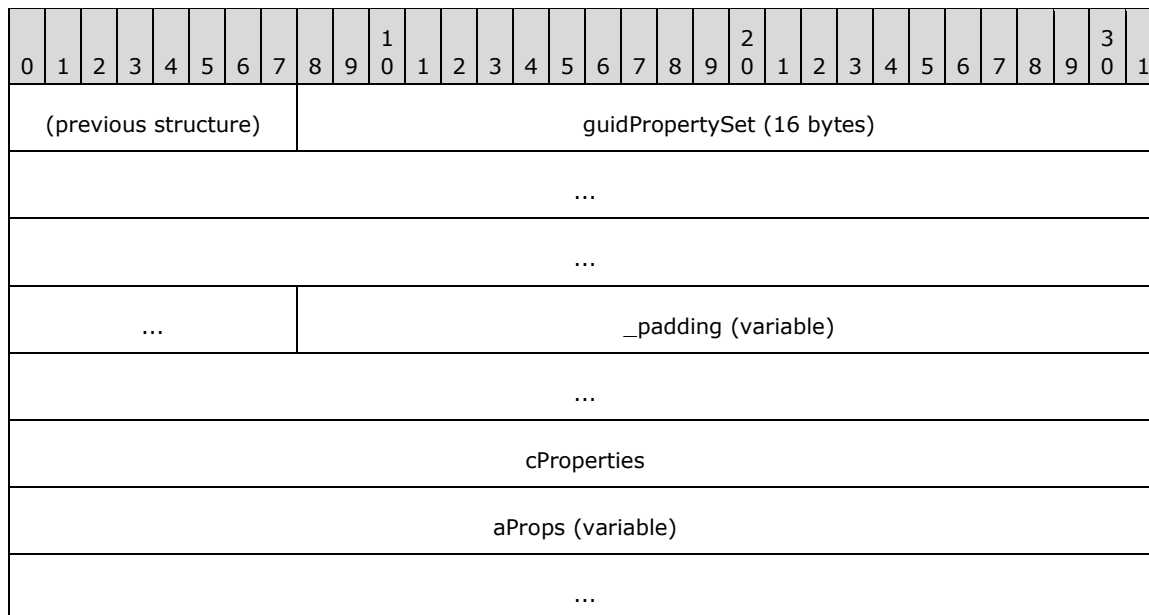 1 2 3
0 1 2 3 4 5 6 7 8 9 0 1 2 3 4 5 6 7 8 9 0 1 2 3 4 5 6 7 8 9 0 1
(previous structure) guidPropertySet (16 bytes)
...
...
... _padding (variable)
...
cProperties
aProps (variable)
...